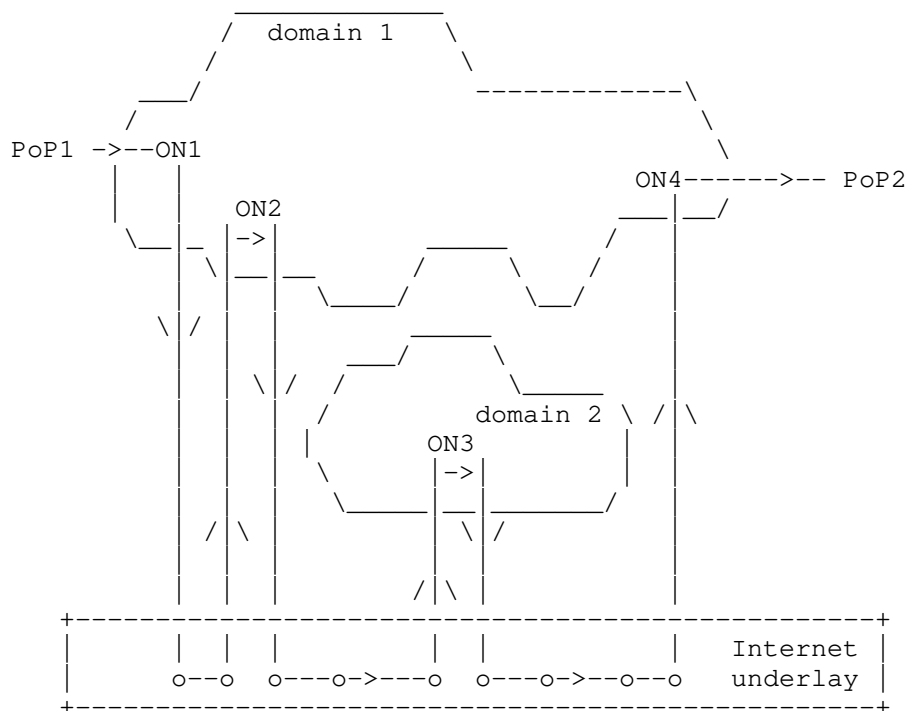 domain 1
PoP1 ->--ON1
ON4------>-- PoP2
ON2
->
domain 2
ON3
->
Internet
o--o o---o->---o o---o->--o--o underlay